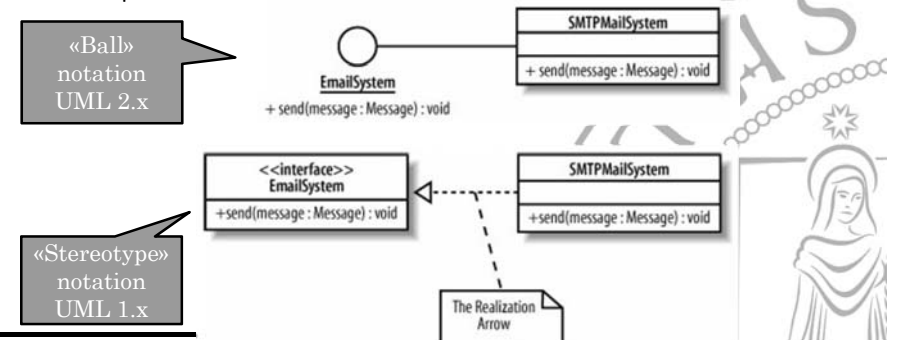 «Ball»
notation
UML 2.x
SMTPMailSystem
+ send(message : Message) : void
EmailSystem
+ send(message : Message) : void
<<interface>>
EmailSystem
+send(message : Message) : void
SMTPMailSystem
+send(message : Message) : void
«Stereotype»
notation
UML 1.x
The Realization
Arrow